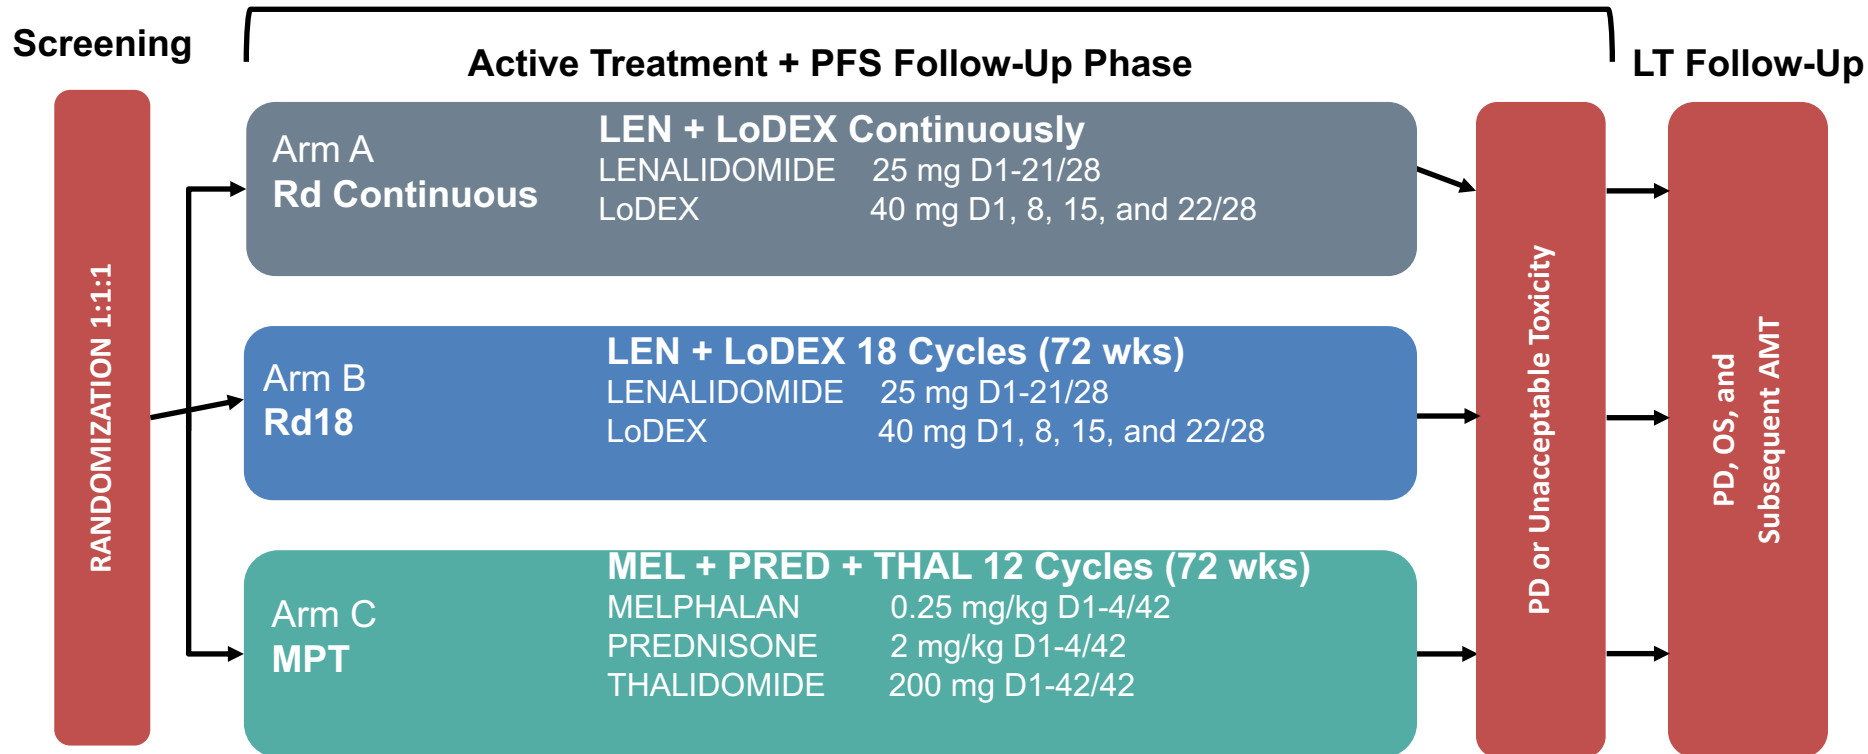 Screening
Active Treatment + PFS Follow-Up Phase
LT Follow-Up
RANDOMIZATION 1:1:1
Arm A
Rd Continuous
LEN + LoDEX Continuously
LENALIDOMIDE 25 mg D1-21/28
LoDEX 40 mg D1, 8, 15, and 22/28
Arm B
Rd18
LEN + LoDEX 18 Cycles (72 wks)
LENALIDOMIDE 25 mg D1-21/28
LoDEX 40 mg D1, 8, 15, and 22/28
Arm C
MPT
MEL + PRED + THAL 12 Cycles (72 wks)
MELPHALAN 0.25 mg/kg D1-4/42
PREDNISONE 2 mg/kg D1-4/42
THALIDOMIDE 200 mg D1-42/42
PD or Unacceptable Toxicity
PD, OS, and
Subsequent AMT